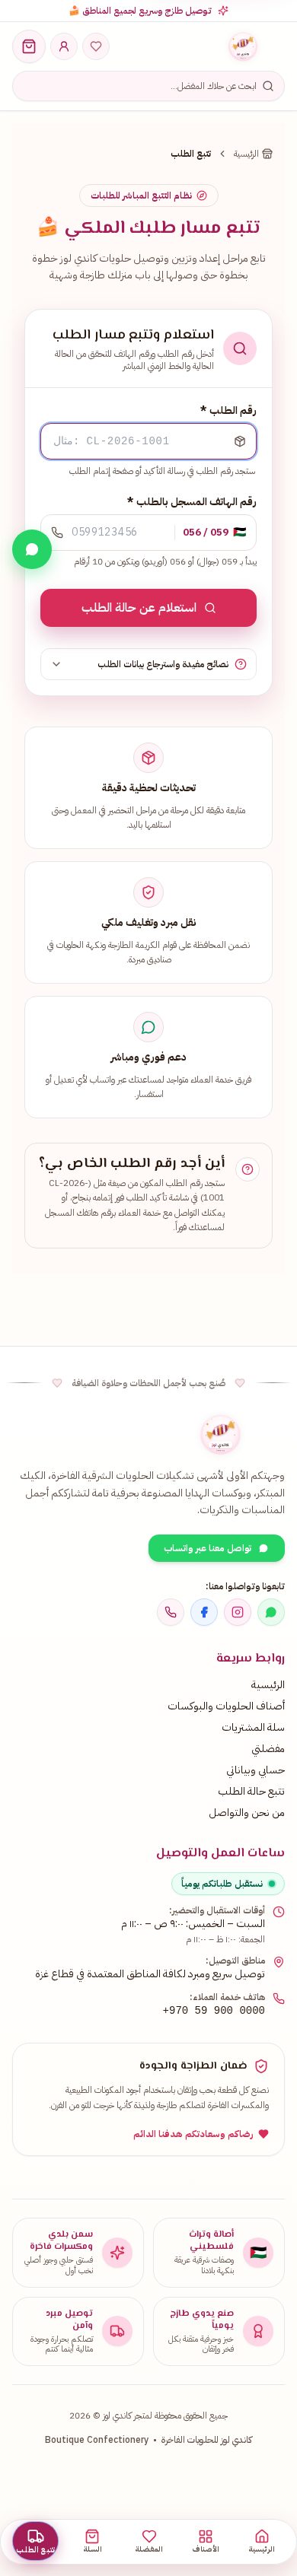 توصيل طازج وسريع لجميع المناطق 🍰
ابحث عن حلاك المفضل...
الرئيسية
تتبع الطلب
نظام التتبع المباشر للطلبات
تتبع مسار طلبك الملكي 🍰
تابع مراحل إعداد وتزيين وتوصيل حلويات كاندي لوز خطوة
بخطوة حتى وصولها إلى باب منزلك طازجة وشهية
استعلام وتتبع مسار الطلب
أدخل رقم الطلب ورقم الهاتف للتحقق من الحالة
الحالية والخط الزمني المباشر
رقم الطلب *
مثال: CL-2026-1001
ستجد رقم الطلب في رسالة التأكيد أو صفحة إتمام الطلب
رقم الهاتف المسجل بالطلب *
🇵🇸 059 / 056
0599123456
يبدأ بـ 059 (جوال) أو 056 (أوريدو) ويتكون من 10 أرقام
استعلام عن حالة الطلب
نصائح مفيدة واسترجاع بيانات الطلب
تحديثات لحظية دقيقة
متابعة دقيقة لكل مرحلة من مراحل التحضير في المعمل وحتى
استلامها باليد.
نقل مبرد وتغليف ملكي
نضمن المحافظة على قوام الكريمة الطازجة ونكهة الحلويات في
صناديق مبردة.
دعم فوري ومباشر
فريق خدمة العملاء متواجد لمساعدتك عبر واتساب لأي تعديل أو
استفسار.
أين أجد رقم الطلب الخاص بي؟
ستجد رقم الطلب المكون من صيغة مثل (CL-2026-
1001) في شاشة تأكيد الطلب فور إتمامه بنجاح، أو
يمكنك التواصل مع خدمة العملاء برقم هاتفك المسجل
لمساعدتك فوراً.
صُنع بحب لأجمل اللحظات وحلاوة الضيافة
وجهتكم الأولى لأشهى تشكيلات الحلويات الشرقية الفاخرة، الكيك
المبتكر، وبوكسات الهدايا المصنوعة بحرفية تامة لتشارككم أجمل
المناسبات والذكريات.
تواصل معنا عبر واتساب
تابعونا وتواصلوا معنا:
روابط سريعة
الرئيسية
أصناف الحلويات والبوكسات
سلة المشتريات
مفضلتي
حسابي وبياناتي
تتبع حالة الطلب
من نحن والتواصل
ساعات العمل والتوصيل
نستقبل طلباتكم يومياً
أوقات الاستقبال والتحضير:
السبت – الخميس: ٩:٠٠ ص – ١١:٠٠ م
الجمعة: ١:٠٠ ظ – ١١:٠٠ م
مناطق التوصيل:
توصيل سريع ومبرد لكافة المناطق المعتمدة في قطاع غزة
هاتف خدمة العملاء:
+970 59 900 0000
ضمان الطزاجة والجودة
نصنع كل قطعة بحب وإتقان باستخدام أجود المكونات الطبيعية
والمكسرات الفاخرة لتصلكم طازجة ولذيذة كأنها خرجت للتو من الفرن.
رضاكم وسعادتكم هدفنا الدائم
أصالة وتراث
فلسطيني
وصفات شرقية عريقة
بنكهة بلادنا
سمن بلدي
ومكسرات فاخرة
فستق حلبي وجوز أصلي
نخب أول
صنع يدوي طازج
يومياً
خبز وحرفية متقنة بكل
فخر وإتقان
توصيل مبرد
وآمن
تصلكم بحرارة وجودة
مثالية أينما كنتم
جميع الحقوق محفوظة لمتجر كاندي لوز © 2026
كاندي لوز للحلويات الفاخرة • Boutique Confectionery
الرئيسية
الأصناف
المفضلة
السلة
تتبع الطلب